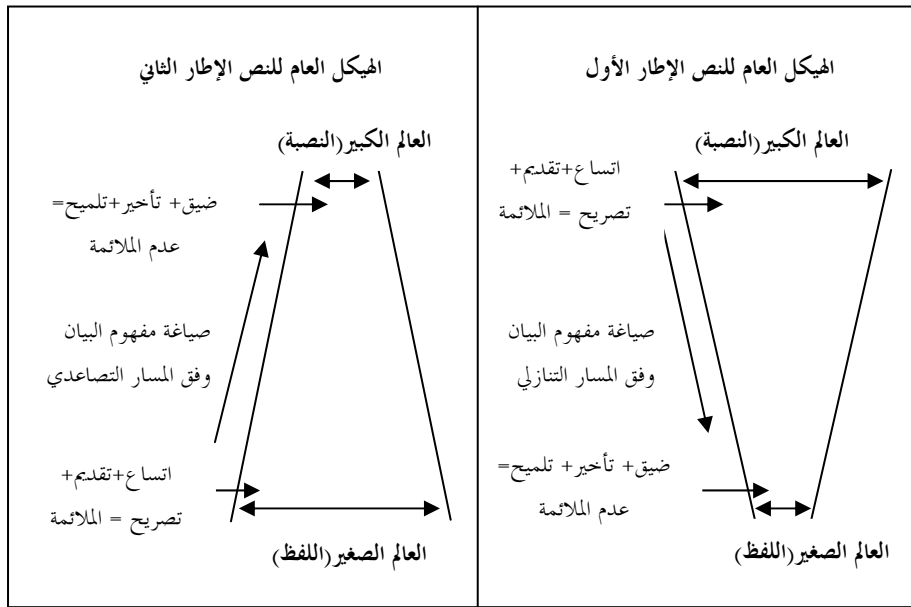 الهيكل العام للنص الإطار الأول
العالم الكبير(النصبة)
اتساع+تقديم+
تصريح = الملائمة
صياغة مفهوم البيان
وفق المسار التنازلي
ضيق+ تأخير+ تلميح=
عدم الملائمة
العالم الصغير(اللفظ)
الهيكل العام للنص الإطار الثاني
العالم الكبير(النصبة)
ضيق+ تأخير+تلميح=
عدم الملائمة
صياغة مفهوم البيان
وفق المسار التصاعدي
اتساع+تقديم+
تصريح = الملائمة
العالم الصغير(اللفظ)